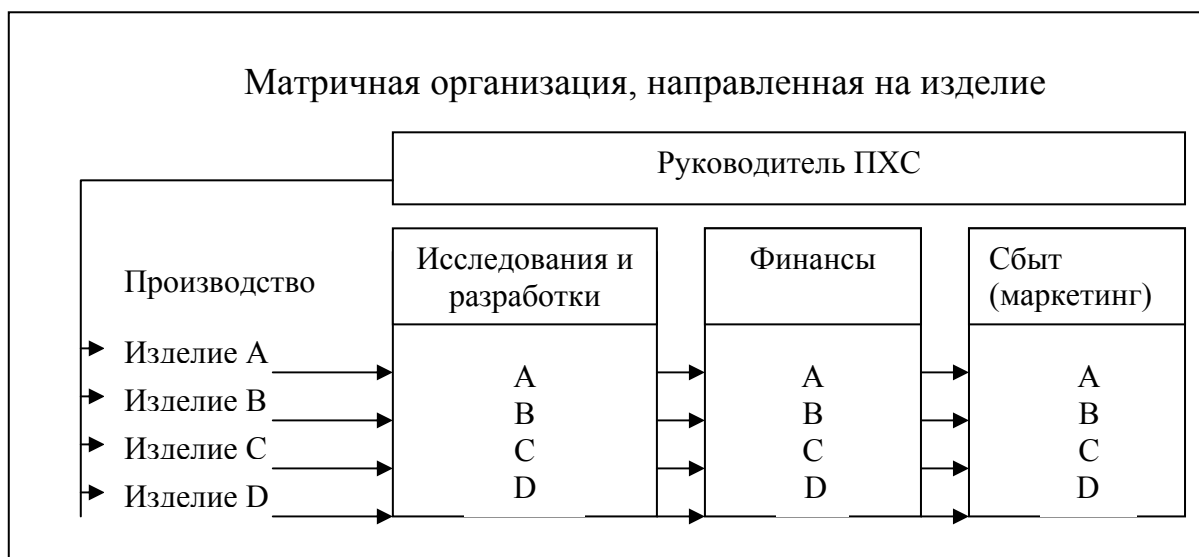 Матричная организация, направленная на изделие
Руководитель ПХС
Производство
Исследования и
разработки
Финансы
Сбыт
(маркетинг)
Изделие A
Изделие B
Изделие C
Изделие D
A
B
C
D
A
B
C
D
A
B
C
D